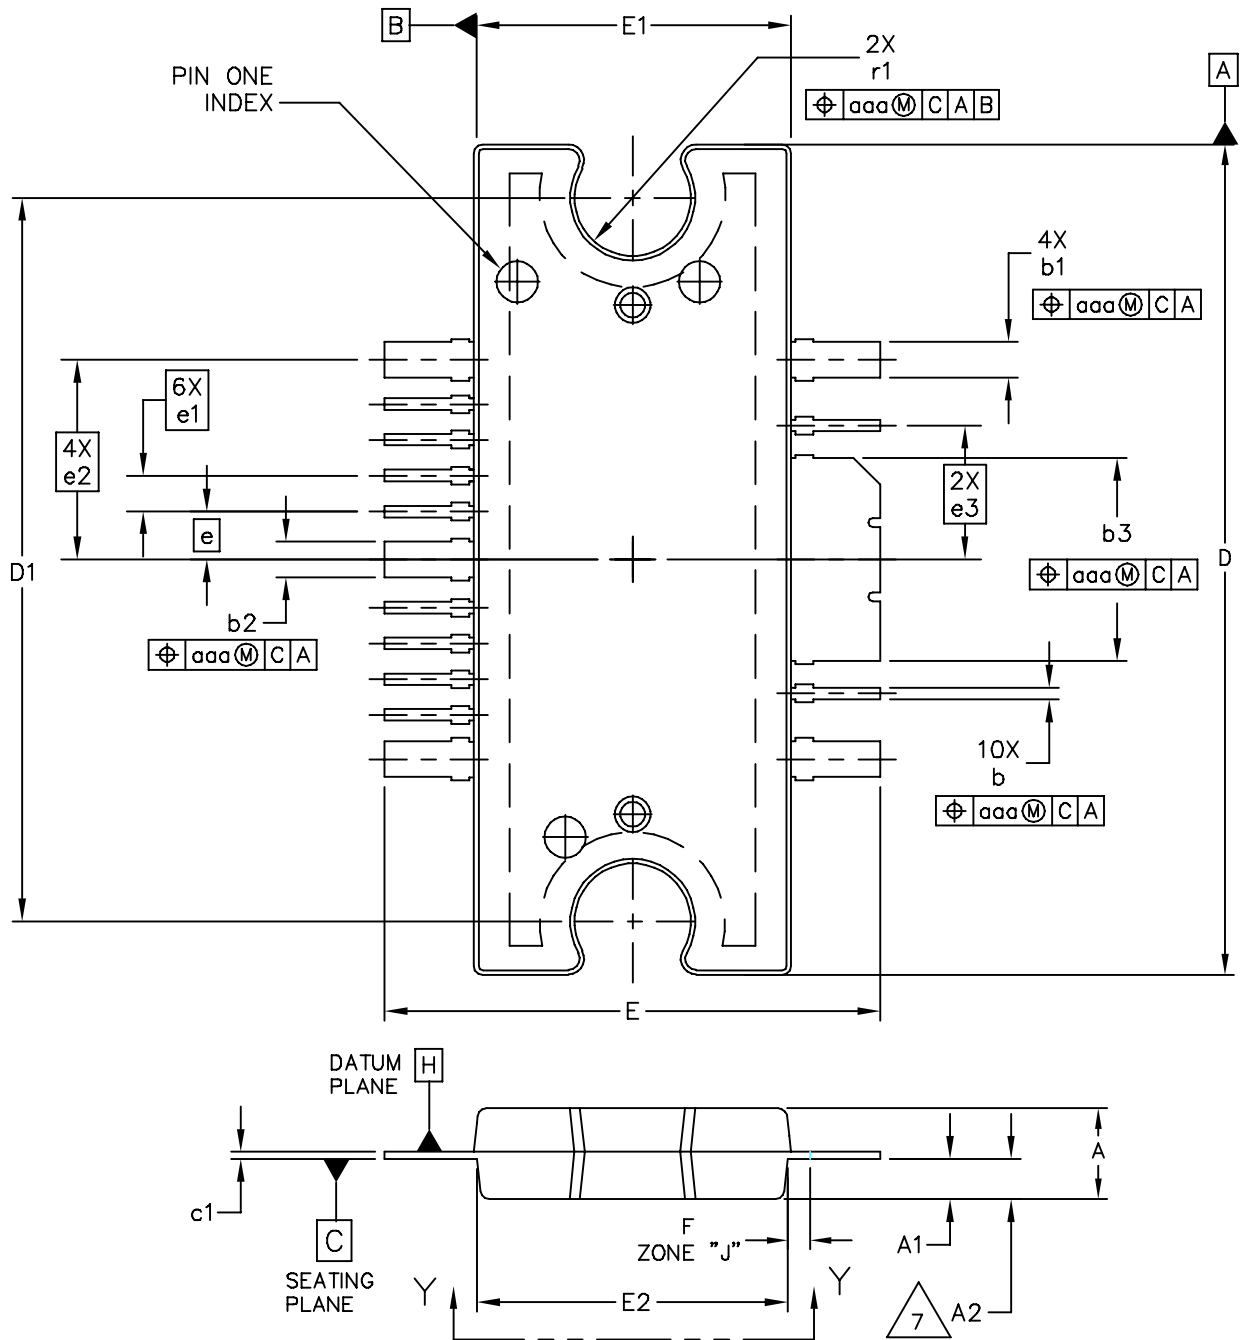 B
E1
2X
r1
⌖ aaa Ⓜ C A B
A
PIN ONE
INDEX
4X
b1
⌖ aaa Ⓜ C A
6X
e1
4X
e2
e
2X
e3
b3
⌖ aaa Ⓜ C A
D1
D
b2
⌖ aaa Ⓜ C A
10X
b
⌖ aaa Ⓜ C A
E
DATUM
PLANE
H
A
c1
C
SEATING
PLANE
F
ZONE "J"
A1
Y
Y
E2
7
A2